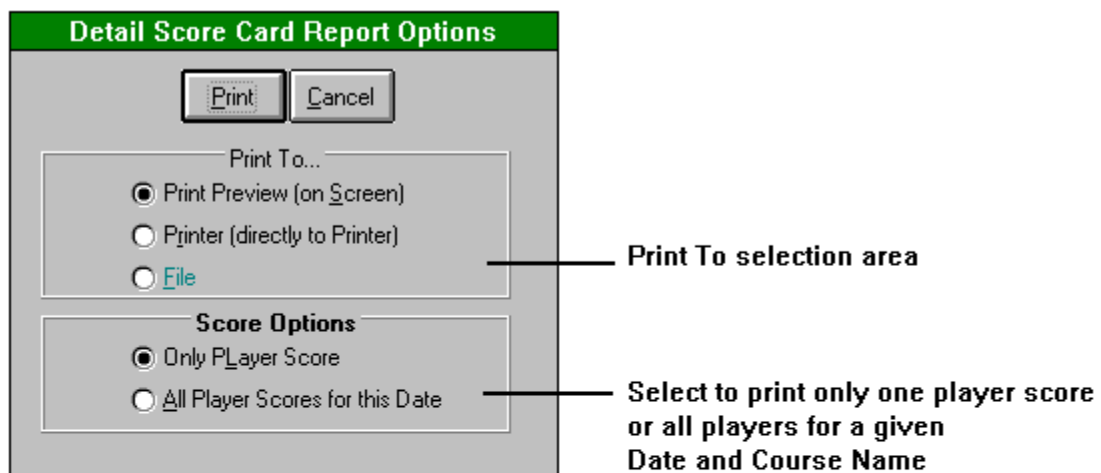 Detail Score Card Report Options
Print Cancel
Print To...
Print Preview (on Screen)
Printer (directly to Printer)
File
Print To selection area
Score Options
Only PLayer Score
All Player Scores for this Date
Select to print only one player score
or all players for a given
Date and Course Name